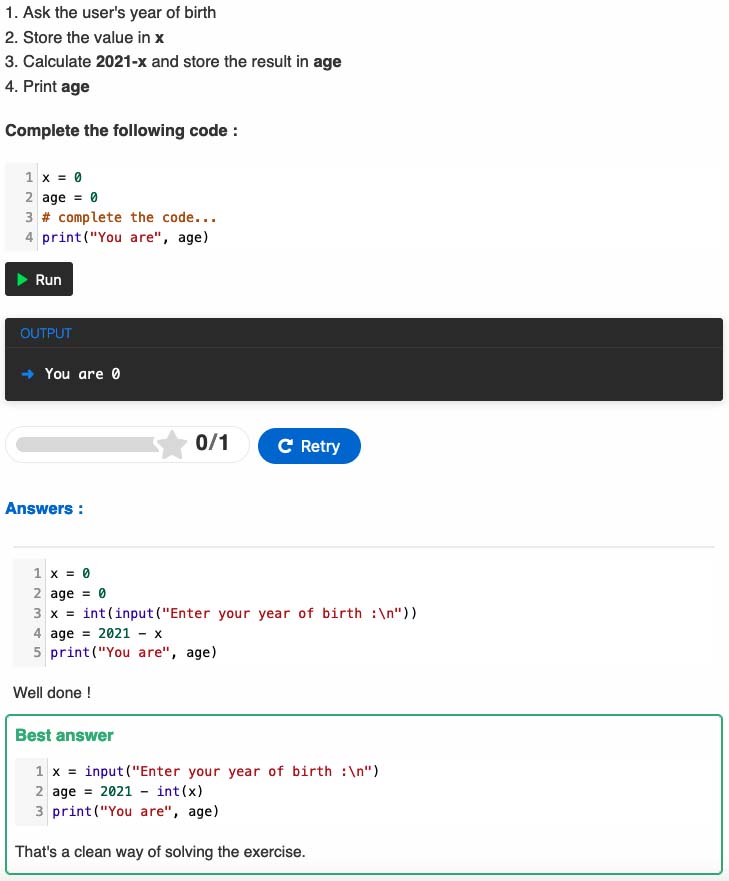 1. Ask the user's year of birth
2. Store the value in x
3. Calculate 2021-x and store the result in age
4. Print age
Complete the following code :
1 x = 0
2 age = 0
3 # complete the code...
4 print("You are", age)
Run
OUTPUT
➜ You are 0
0/1
Retry
Answers :
1 x = 0
2 age = 0
3 x = int(input("Enter your year of birth :\n"))
4 age = 2021 - x
5 print("You are", age)
Well done !
Best answer
1 x = input("Enter your year of birth :\n")
2 age = 2021 - int(x)
3 print("You are", age)
That's a clean way of solving the exercise.